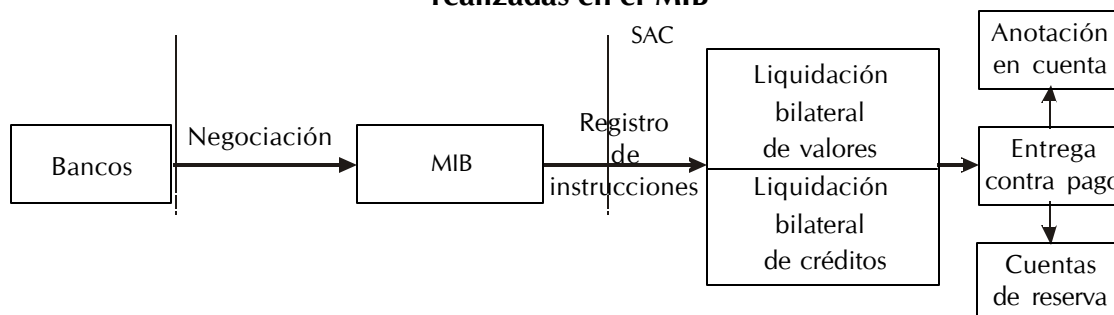 realizadas en el MIB
SAC
Bancos
Negociación
MIB
Registro
de
instrucciones
Liquidación
bilateral
de valores
Liquidación
bilateral
de créditos
Anotación
en cuenta
Entrega
contra pago
Cuentas
de reserva